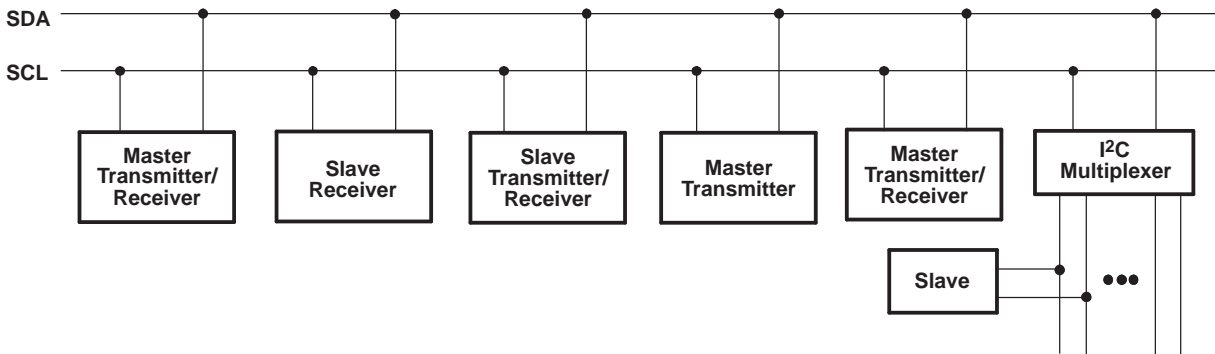 SDA
SCL
Master
Transmitter/
Receiver
Slave
Receiver
Slave
Transmitter/
Receiver
Master
Transmitter
Master
Transmitter/
Receiver
I²C
Multiplexer
Slave